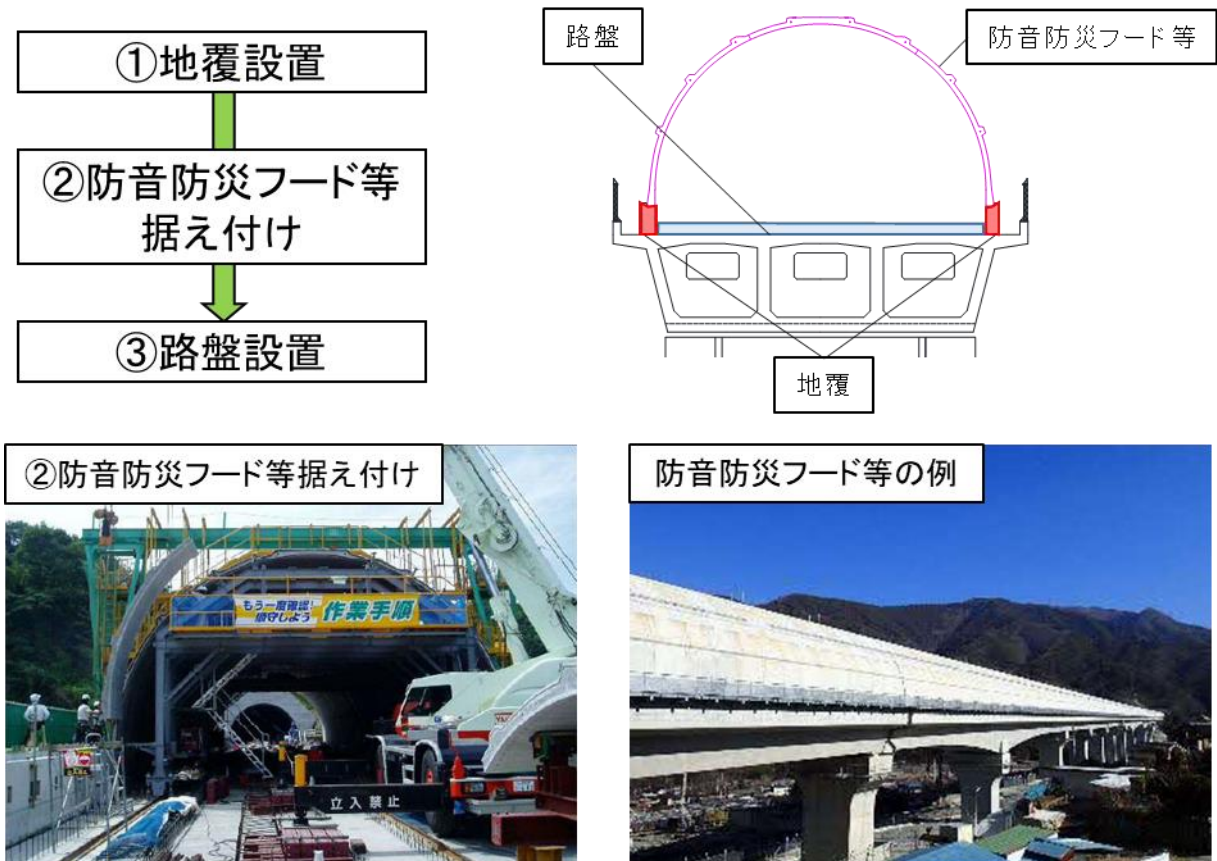 ①地覆設置
②防音防災フード等
据え付け
③路盤設置
路盤
防音防災フード等
地覆
②防音防災フード等据え付け
もう一度確認!
順守しよう 作業手順
立入禁止
防音防災フード等の例